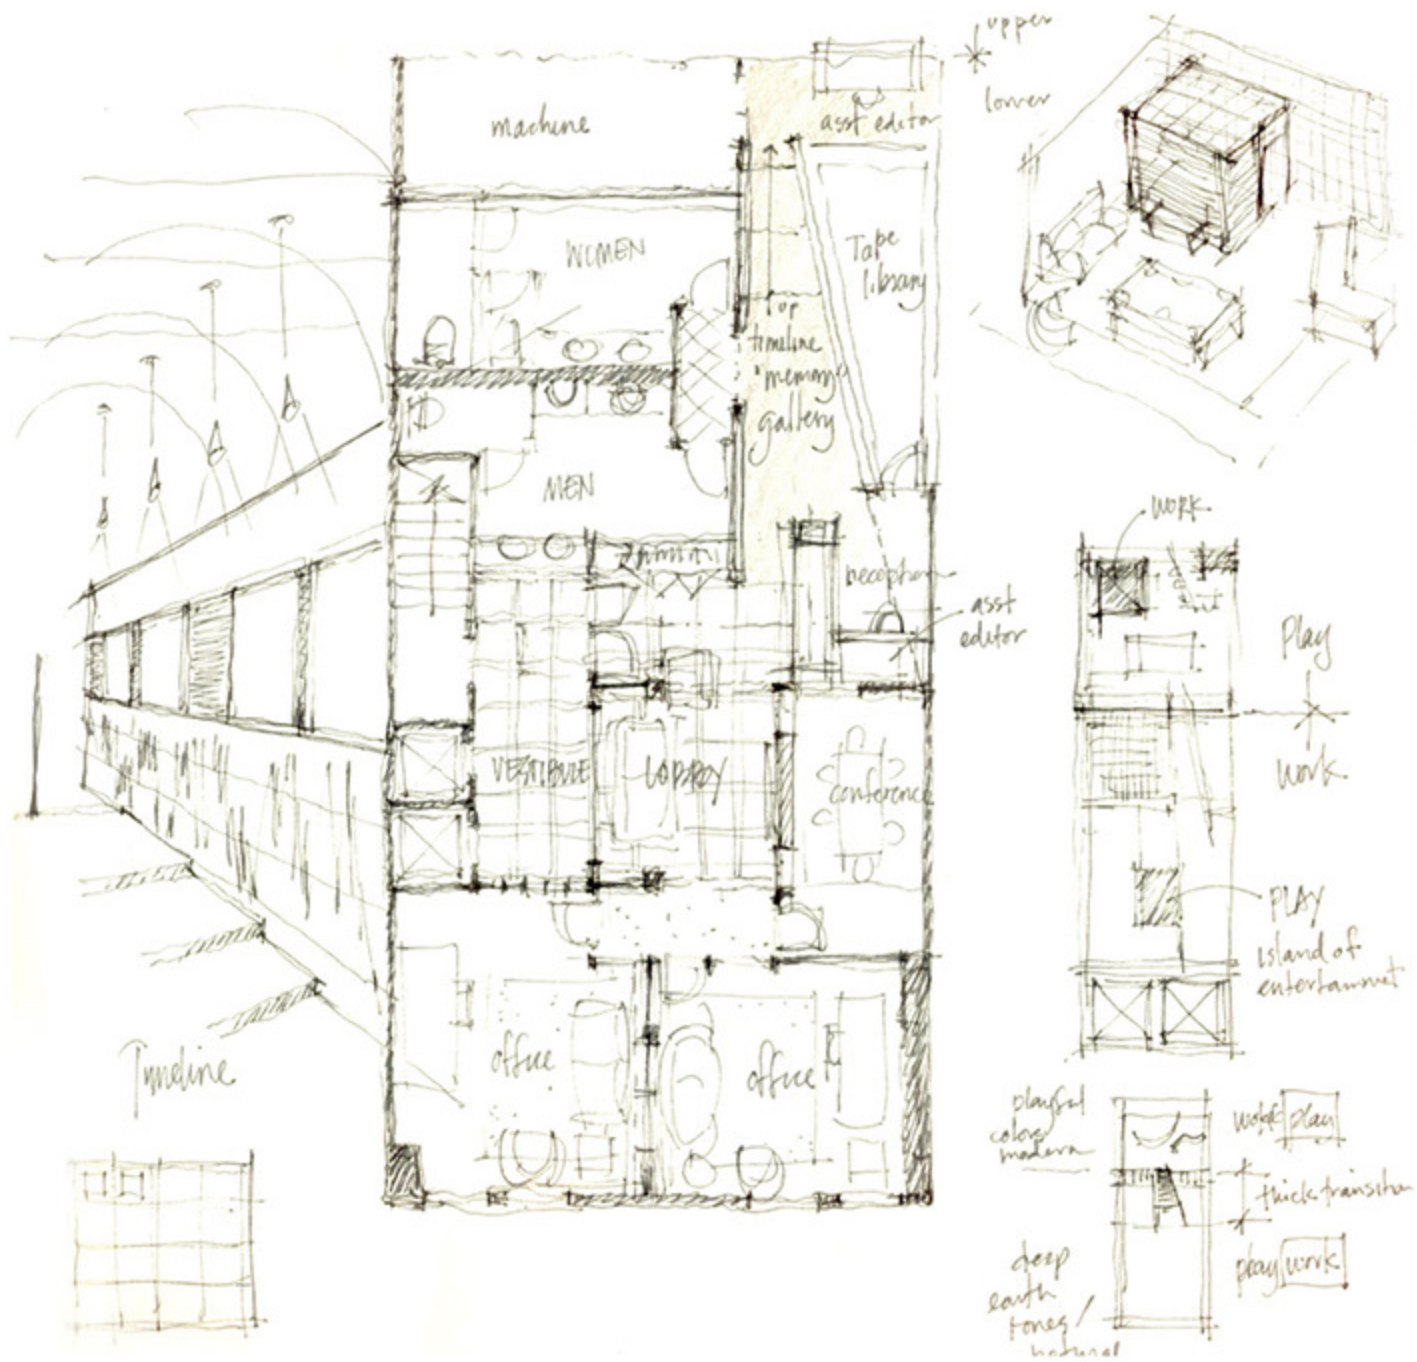 upper
lower
machine
asst editor
WOMEN
Tape
library
Top
timeline
"memory"
gallery
MEN
reception
asst
editor
VESTIBULE
LOBBY
conference
office
office
Timeline
WORK
Play
Work
PLAY
island of
entertainment
playful
colors
modern
work play
thick transition
play work
deep
earth
tones/
natural